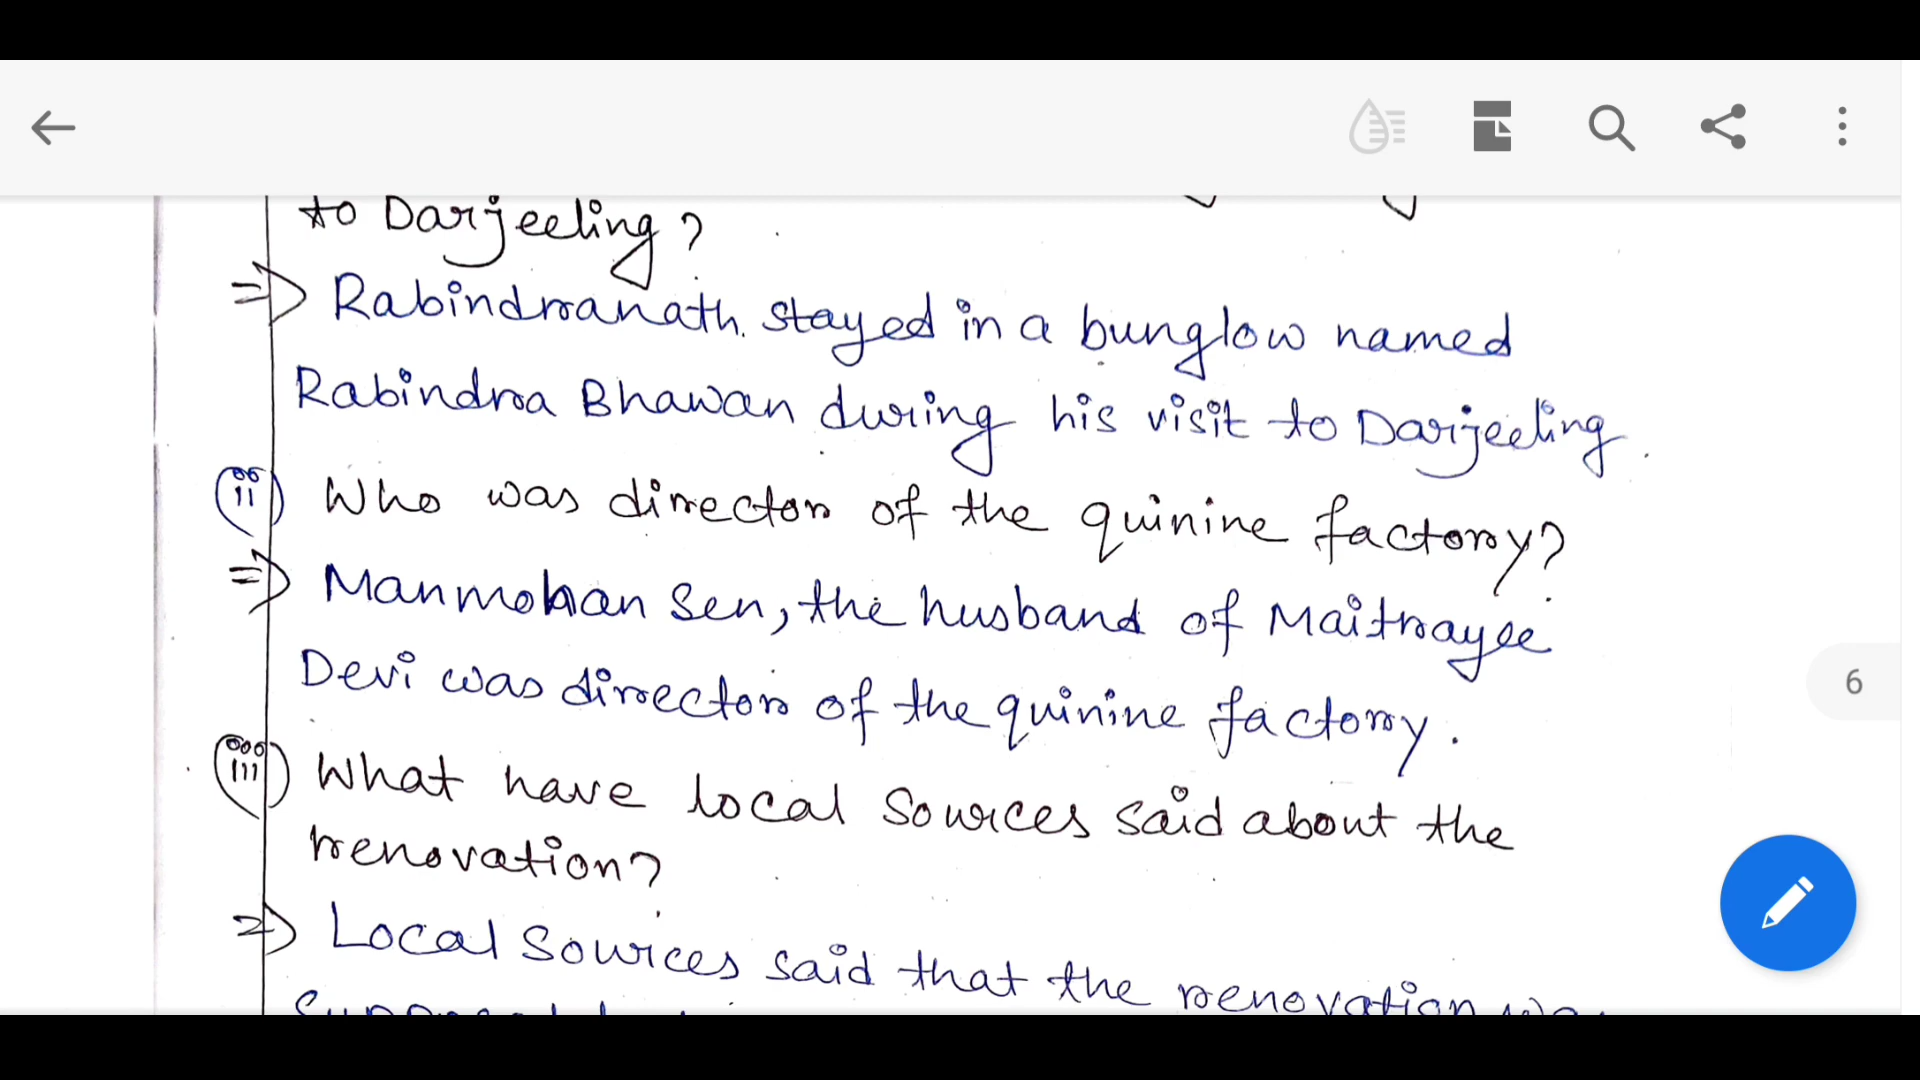 to Darjeeling?
⇒ Rabindranath stayed in a bunglow named
Rabindra Bhawan during his visit to Darjeeling.
(ii) Who was director of the quinine factory?
⇒ Manmohan Sen, the husband of Maitrayee
Devi was director of the quinine factory.
6
(iii) What have local sources said about the
renovation?
⇒ Local sources said that the renovation